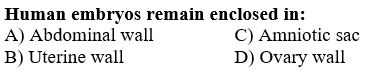 Human embryos remain enclosed in:
A) Abdominal wall C) Amniotic sac
B) Uterine wall D) Ovary wall